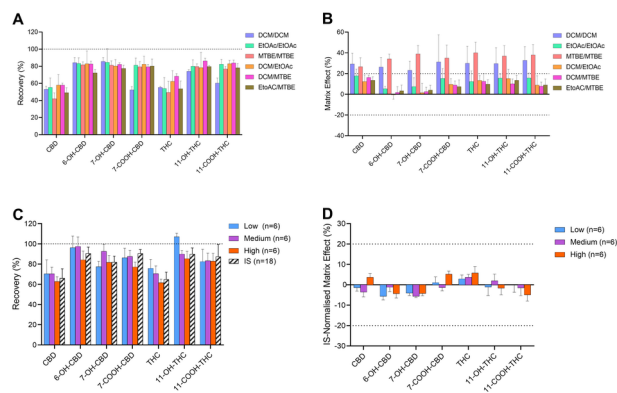 A
Recovery (%)
120
100
80
60
40
20
0
CBD
6-OH-CBD
7-OH-CBD
7-COOH-CBD
THC
11-OH-THC
11-COOH-THC
DCM/DCM
EtOAc/EtOAc
MTBE/MTBE
DCM/EtOAc
DCM/MTBE
EtoAC/MTBE
B
Matrix Effect (%)
60
40
20
0
-20
-40
CBD
6-OH-CBD
7-OH-CBD
7-COOH-CBD
THC
11-OH-THC
11-COOH-THC
DCM/DCM
EtOAc/EtOAc
MTBE/MTBE
DCM/EtOAc
DCM/MTBE
EtoAC/MTBE
C
Recovery (%)
120
100
80
60
40
20
0
CBD
6-OH-CBD
7-OH-CBD
7-COOH-CBD
THC
11-OH-THC
11-COOH-THC
Low (n=6)
Medium (n=6)
High (n=6)
IS (n=18)
D
IS-Normalised Matrix Effect (%)
30
20
10
0
-10
-20
-30
CBD
6-OH-CBD
7-OH-CBD
7-COOH-CBD
THC
11-OH-THC
11-COOH-THC
Low (n=6)
Medium (n=6)
High (n=6)